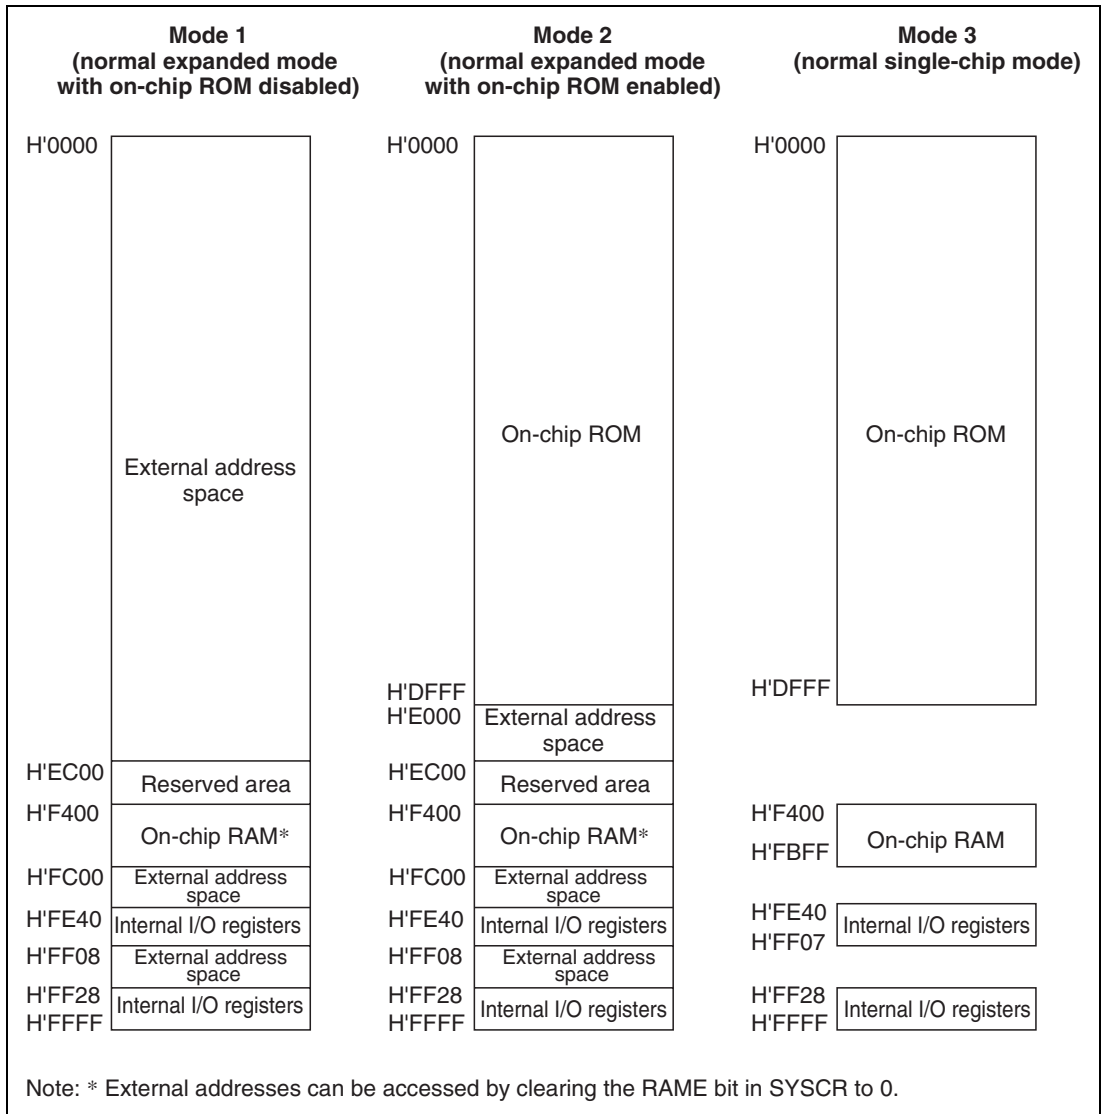 Mode 1
(normal expanded mode
with on-chip ROM disabled)
H'0000
External address
space
H'EC00
Reserved area
H'F400
On-chip RAM*
H'FC00
External address
space
H'FE40
Internal I/O registers
H'FF08
External address
space
H'FF28
Internal I/O registers
H'FFFF
Mode 2
(normal expanded mode
with on-chip ROM enabled)
H'0000
On-chip ROM
H'DFFF
H'E000
External address
space
H'EC00
Reserved area
H'F400
On-chip RAM*
H'FC00
External address
space
H'FE40
Internal I/O registers
H'FF08
External address
space
H'FF28
Internal I/O registers
H'FFFF
Mode 3
(normal single-chip mode)
H'0000
On-chip ROM
H'DFFF
H'F400
On-chip RAM
H'FBFF
H'FE40
Internal I/O registers
H'FF07
H'FF28
Internal I/O registers
H'FFFF
Note: * External addresses can be accessed by clearing the RAME bit in SYSCR to 0.